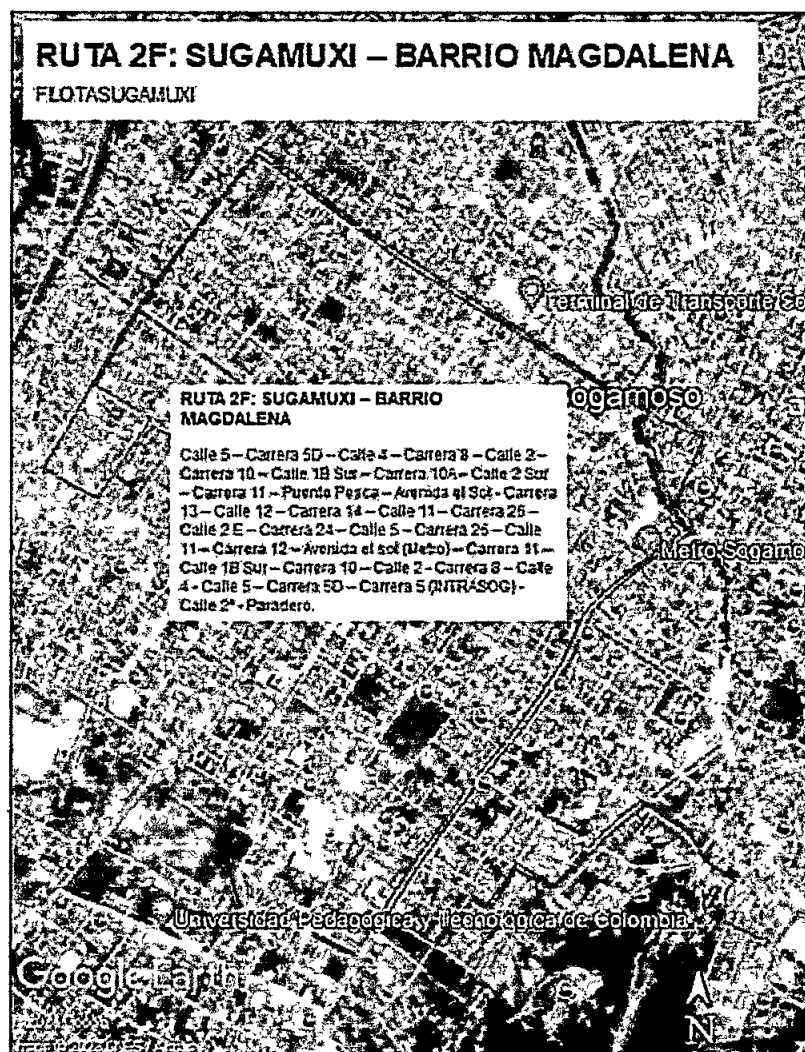 RUTA 2F: SUGAMUXI – BARRIO MAGDALENA
FLOTASUGAMUXI
Terminal de Transporte So
ogamoso
RUTA 2F: SUGAMUXI – BARRIO
MAGDALENA
Calle 5 – Carrera 5D – Calle 4 – Carrera 8 – Calle 2 –
Carrera 10 – Calle 1B Sur – Carrera 10A – Calle 2 Sur
– Carrera 11 – Puente Pesca – Avenida el Sol - Carrera
13 – Calle 12 – Carrera 14 – Calle 11 – Carrera 26 –
Calle 2 E – Carrera 24 – Calle 5 – Carrera 26 – Calle
11 – Carrera 12 – Avenida el sol (Metro) – Carrera 11 –
Calle 1B Sur – Carrera 10 – Calle 2 - Carrera 8 – Calle
4 - Calle 5 – Carrera 5D – Carrera 5 (INTRASOG) -
Calle 2ª - Paradero.
Metro Sogamo
Universidad Pedagógica y Tecnológica de Colombia
Google Earth
N